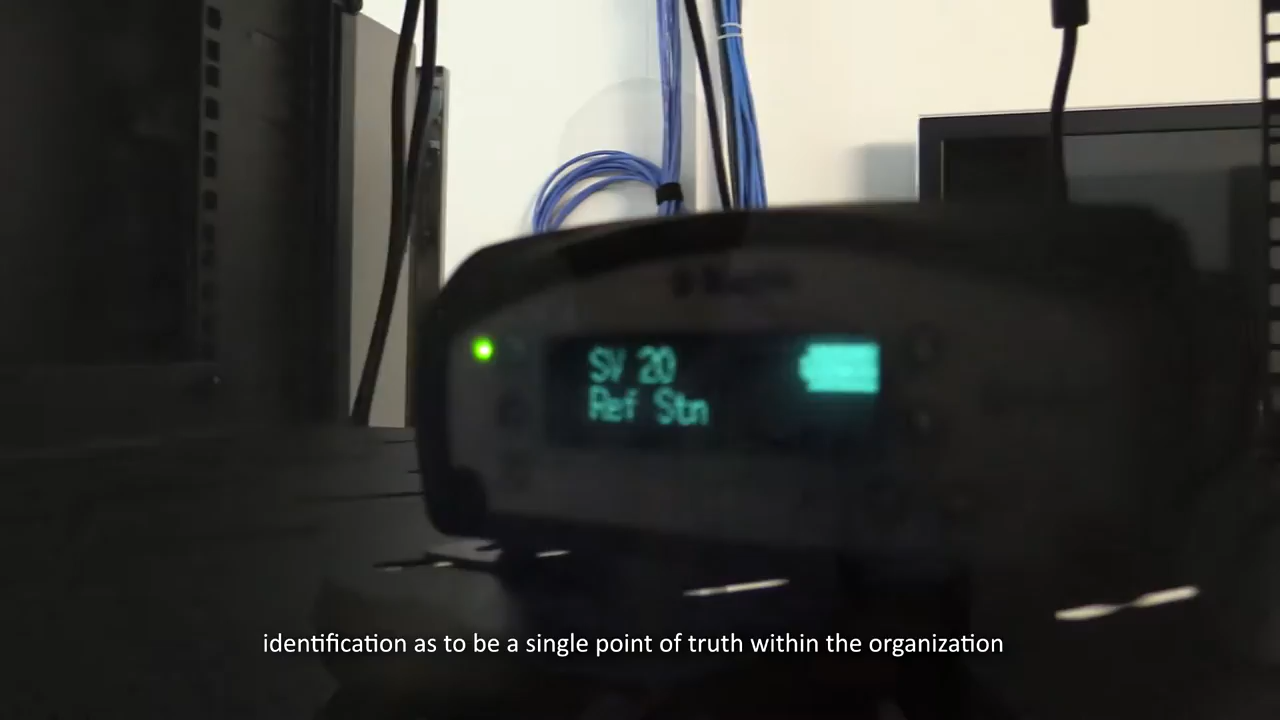 SV 20
Ref Stn
identification as to be a single point of truth within the organization